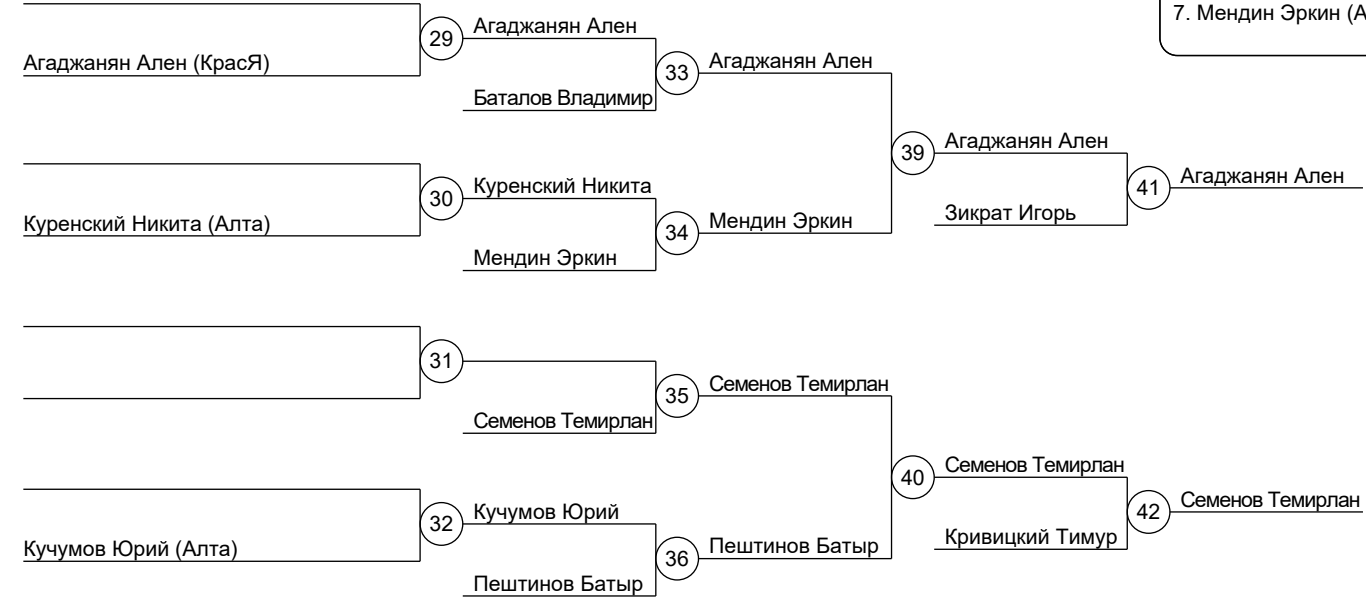 7. Мендин Эркин (А
Агаджанян Ален
29
Агаджанян Ален (КрасЯ)
Агаджанян Ален
33
Баталов Владимир
Агаджанян Ален
39
Агаджанян Ален
41
Куренский Никита
30
Мендин Эркин
Зикрат Игорь
Куренский Никита (Алта)
34
Мендин Эркин
31
Семенов Темирлан
35
Семенов Темирлан
Семенов Темирлан
40
Кучумов Юрий
Семенов Темирлан
32
42
Кривицкий Тимур
Кучумов Юрий (Алта)
Пештинов Батыр
36
Пештинов Батыр